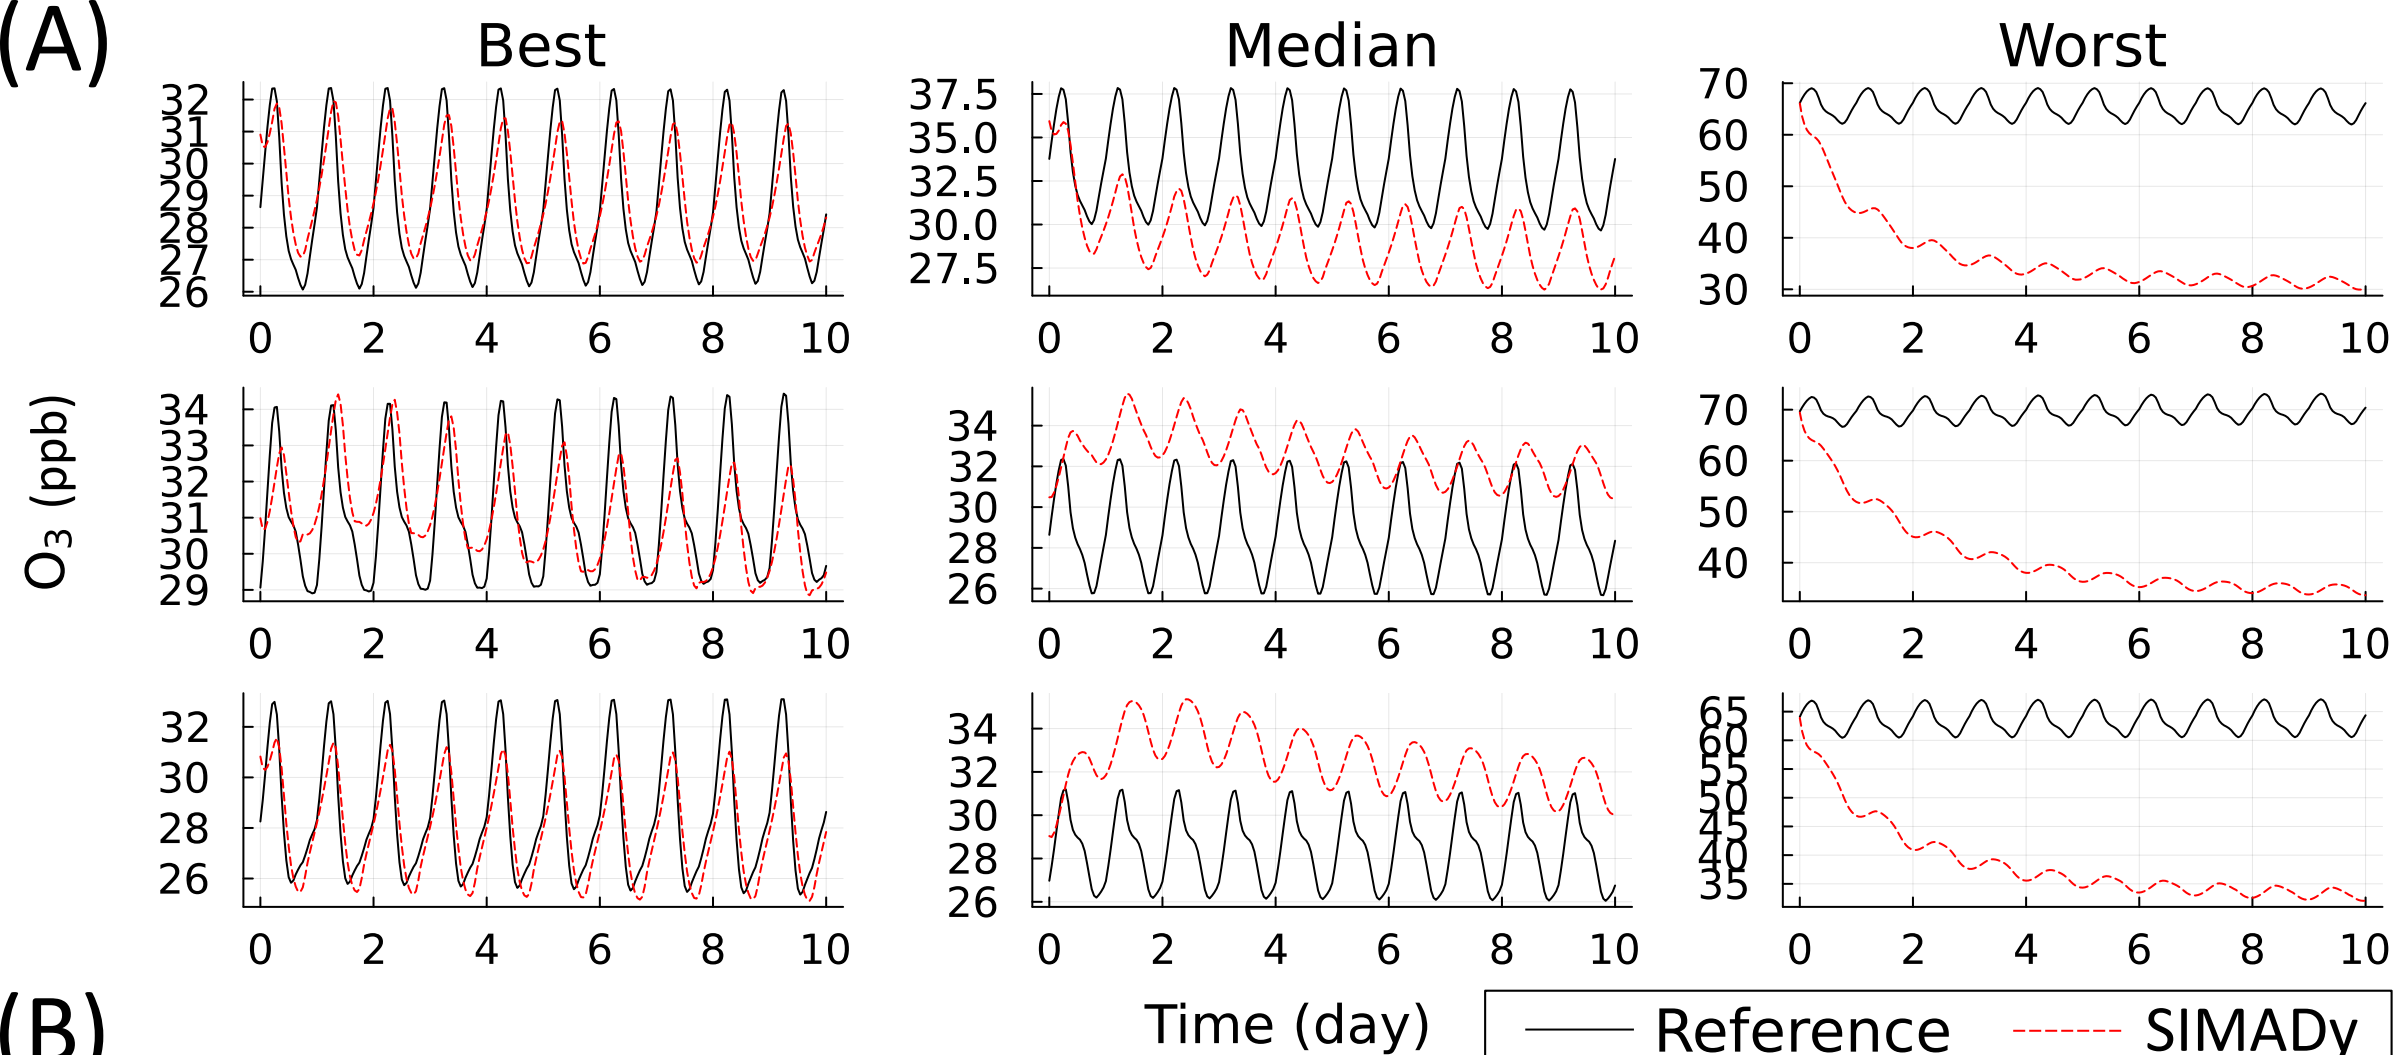 (A)
Best Median Worst
32 31 30 29 28 27 26
37.5 35.0 32.5 30.0 27.5
70 60 50 40 30
0 2 4 6 8 10 0 2 4 6 8 10 0 2 4 6 8 10
O₃ (ppb)
34 33 32 31 30 29
34 32 30 28 26
70 60 50 40
0 2 4 6 8 10 0 2 4 6 8 10 0 2 4 6 8 10
32 30 28 26
34 32 30 28 26
65 60 55 50 45 40 35
0 2 4 6 8 10 0 2 4 6 8 10 0 2 4 6 8 10
(B)
Time (day)
Reference SIMADy